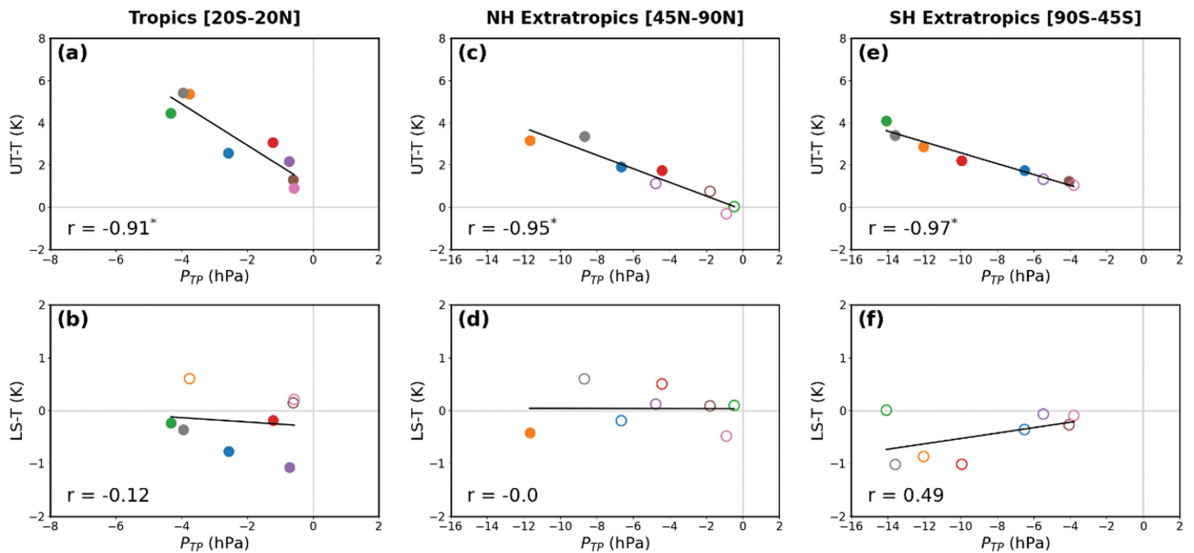 Tropics [20S-20N]
NH Extratropics [45N-90N]
SH Extratropics [90S-45S]
(a)
UT-T (K)
8
6
4
2
0
−2
r = -0.91*
−8 −6 −4 −2 0 2
P_TP (hPa)
(c)
UT-T (K)
8
6
4
2
0
−2
r = -0.95*
−16 −14 −12 −10 −8 −6 −4 −2 0 2
P_TP (hPa)
(e)
UT-T (K)
8
6
4
2
0
−2
r = -0.97*
−16 −14 −12 −10 −8 −6 −4 −2 0 2
P_TP (hPa)
(b)
LS-T (K)
2
1
0
−1
−2
r = -0.12
−8 −6 −4 −2 0 2
P_TP (hPa)
(d)
LS-T (K)
2
1
0
−1
−2
r = -0.0
−16 −14 −12 −10 −8 −6 −4 −2 0 2
P_TP (hPa)
(f)
LS-T (K)
2
1
0
−1
−2
r = 0.49
−16 −14 −12 −10 −8 −6 −4 −2 0 2
P_TP (hPa)